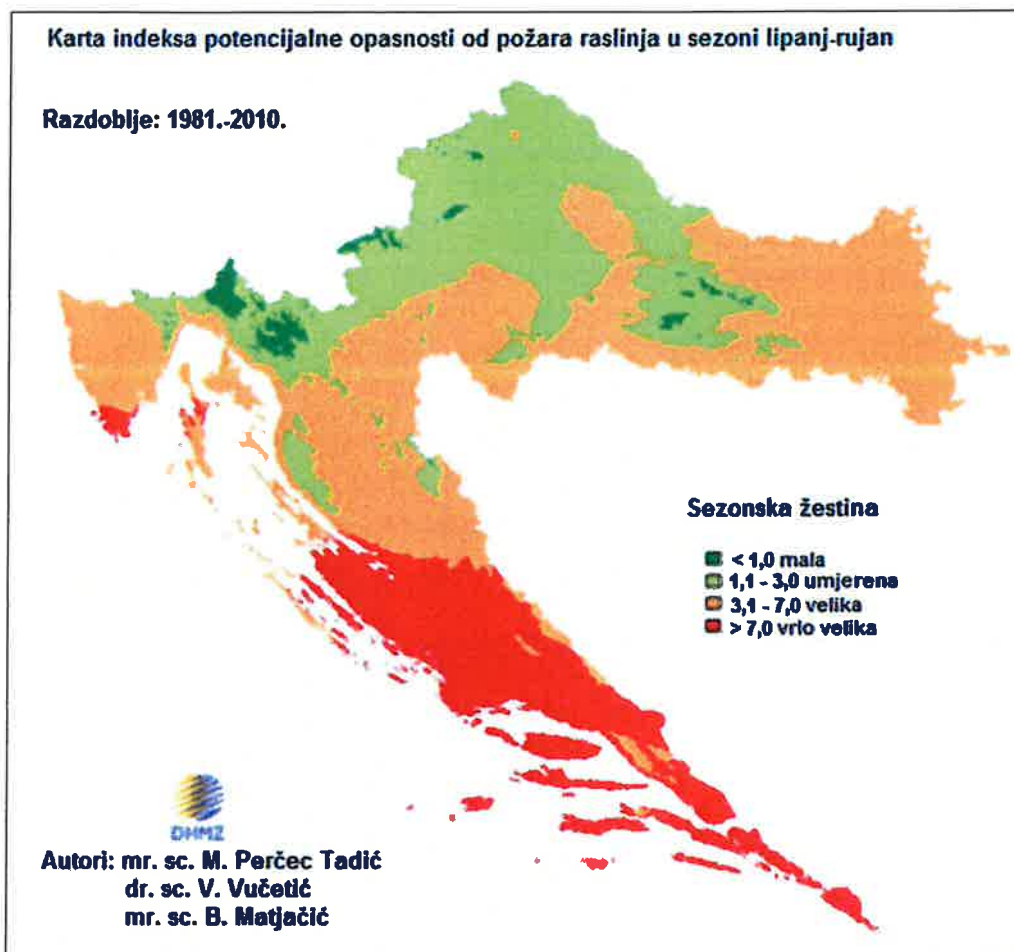 Karta indeksa potencijalne opasnosti od požara raslinja u sezoni lipanj-rujan
Razdoblje: 1981.-2010.
Sezonska žestina
< 1,0 mala
1,1 - 3,0 umjerena
3,1 - 7,0 velika
> 7,0 vrlo velika
DHMZ
Autori: mr. sc. M. Perčec Tadić
dr. sc. V. Vučetić
mr. sc. B. Matjačić